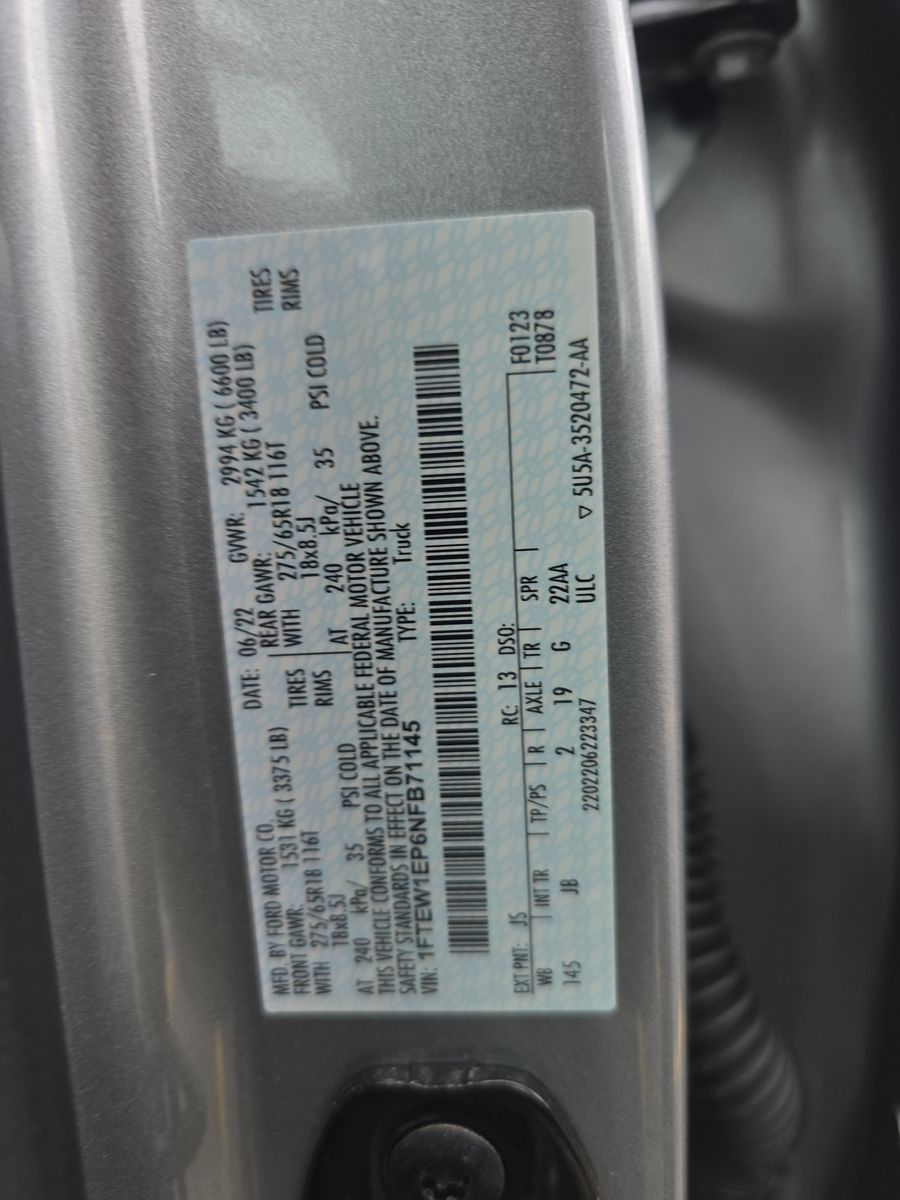 MFD. BY FORD MOTOR CO. DATE: 06/22 GVWR: 2994 KG ( 6600 LB)
FRONT GAWR: 1531 KG ( 3375 LB) REAR GAWR: 1542 KG ( 3400 LB)
WITH 275/65R18 116T TIRES WITH 275/65R18 116T TIRES
18x8.5J RIMS 18x8.5J RIMS
AT 240 kPa/ 35 PSI COLD AT 240 kPa/ 35 PSI COLD
THIS VEHICLE CONFORMS TO ALL APPLICABLE FEDERAL MOTOR VEHICLE
SAFETY STANDARDS IN EFFECT ON THE DATE OF MANUFACTURE SHOWN ABOVE.
VIN: 1FTEW1EP6NFB71145 TYPE: Truck
EXT PNT: JS RC: 13 DSO: F0123
WB INT TR TP/PS R AXLE TR SPR T0878
145 JB 2 19 G 22AA
2202206223347 ULC ▽ 5U5A-3520472-AA